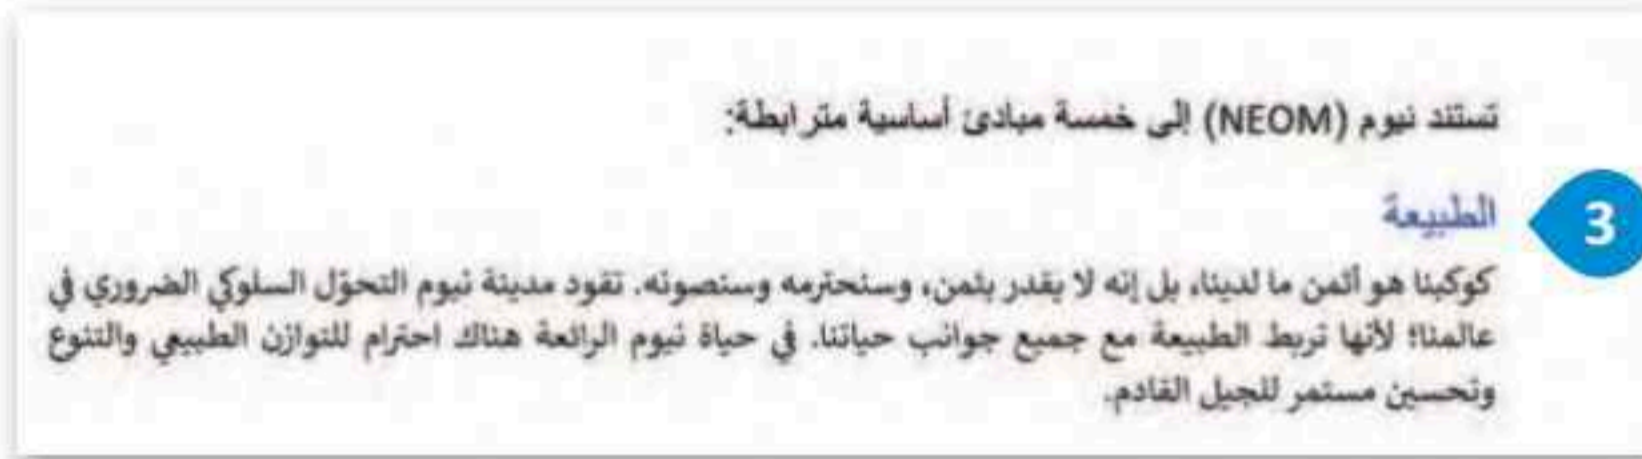 تستند نيوم (NEOM) إلى خمسة مبادئ أساسية مترابطة:
الطبيعة
3
كوكبنا هو أثمن ما لدينا، بل إنه لا يقدر بثمن، وسنحترمه وسنصونه. تقود مدينة نيوم التحوّل السلوكي الضروري في
عالمنا؛ لأنها تربط الطبيعة مع جميع جوانب حياتنا. في حياة نيوم الرائعة هناك احترام للتوازن الطبيعي والتنوع
وتحسين مستمر للجيل القادم.